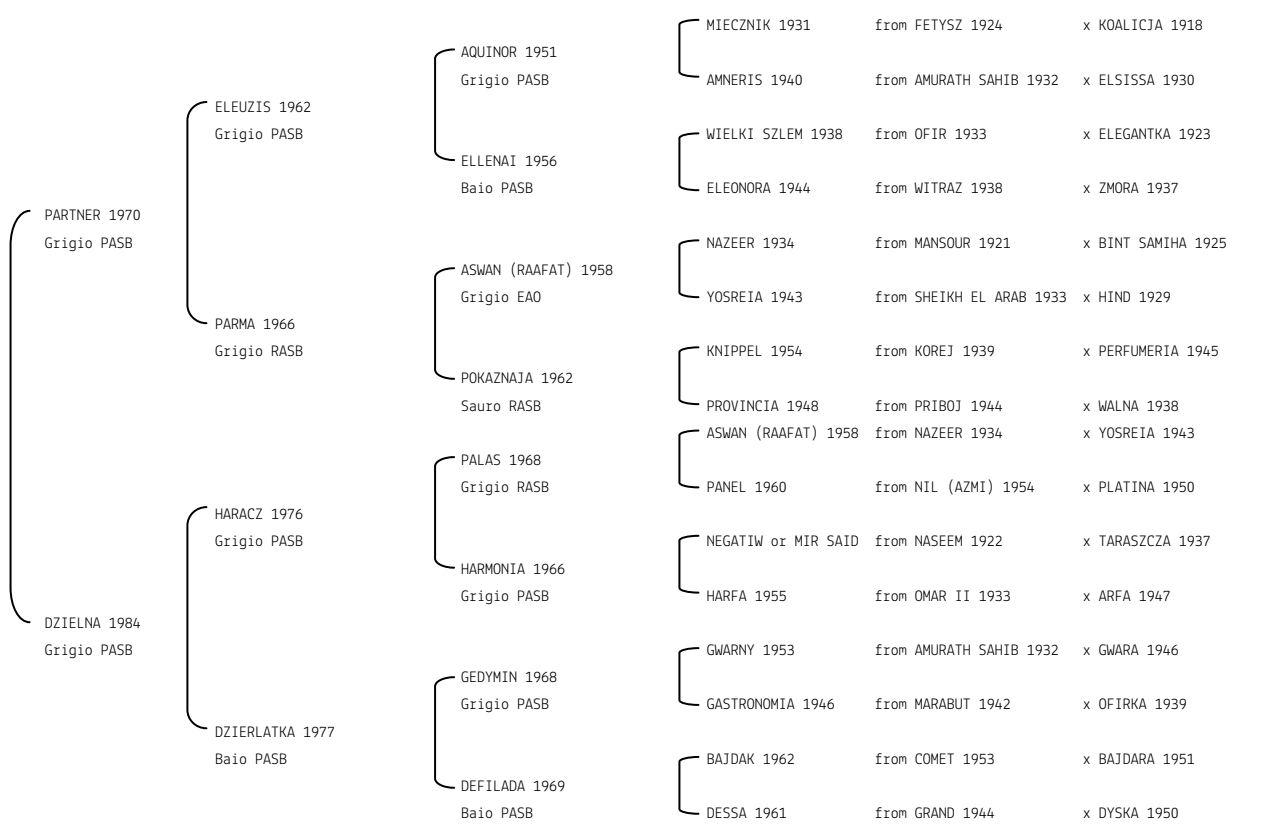 MIECZNIK 1931 from FETYSZ 1924 x KOALICJA 1918
AQUINOR 1951
Grigio PASB
AMNERIS 1940 from AMURATH SAHIB 1932 x ELSISSA 1930
ELEUZIS 1962
Grigio PASB
WIELKI SZLEM 1938 from OFIR 1933 x ELEGANTKA 1923
ELLENAI 1956
Baio PASB
ELEONORA 1944 from WITRAZ 1938 x ZMORA 1937
PARTNER 1970
Grigio PASB
NAZEER 1934 from MANSOUR 1921 x BINT SAMIHA 1925
ASWAN (RAAFAT) 1958
Grigio EAO
YOSREIA 1943 from SHEIKH EL ARAB 1933 x HIND 1929
PARMA 1966
Grigio RASB
KNIPPEL 1954 from KOREJ 1939 x PERFUMERIA 1945
POKAZNAJA 1962
Sauro RASB
PROVINCIA 1948 from PRIBOJ 1944 x WALNA 1938
ASWAN (RAAFAT) 1958 from NAZEER 1934 x YOSREIA 1943
PALAS 1968
Grigio RASB
PANEL 1960 from NIL (AZMI) 1954 x PLATINA 1950
HARACZ 1976
Grigio PASB
NEGATIW or MIR SAID from NASEEM 1922 x TARASZCZA 1937
HARMONIA 1966
Grigio PASB
HARFA 1955 from OMAR II 1933 x ARFA 1947
DZIELNA 1984
Grigio PASB
GWARNY 1953 from AMURATH SAHIB 1932 x GWARA 1946
GEDYMIN 1968
Grigio PASB
GASTRONOMIA 1946 from MARABUT 1942 x OFIRKA 1939
DZIERLATKA 1977
Baio PASB
BAJDAK 1962 from COMET 1953 x BAJDARA 1951
DEFILADA 1969
Baio PASB
DESSA 1961 from GRAND 1944 x DYSKA 1950